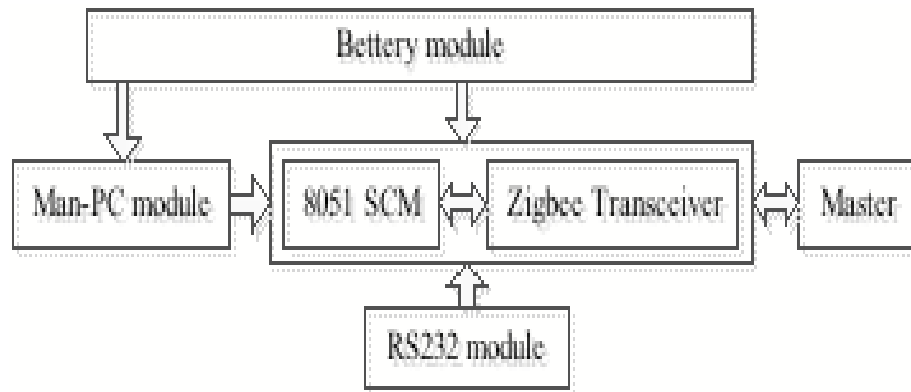 Bettery module
Man-PC module
8051 SCM
Zigbee Transceiver
Master
RS232 module